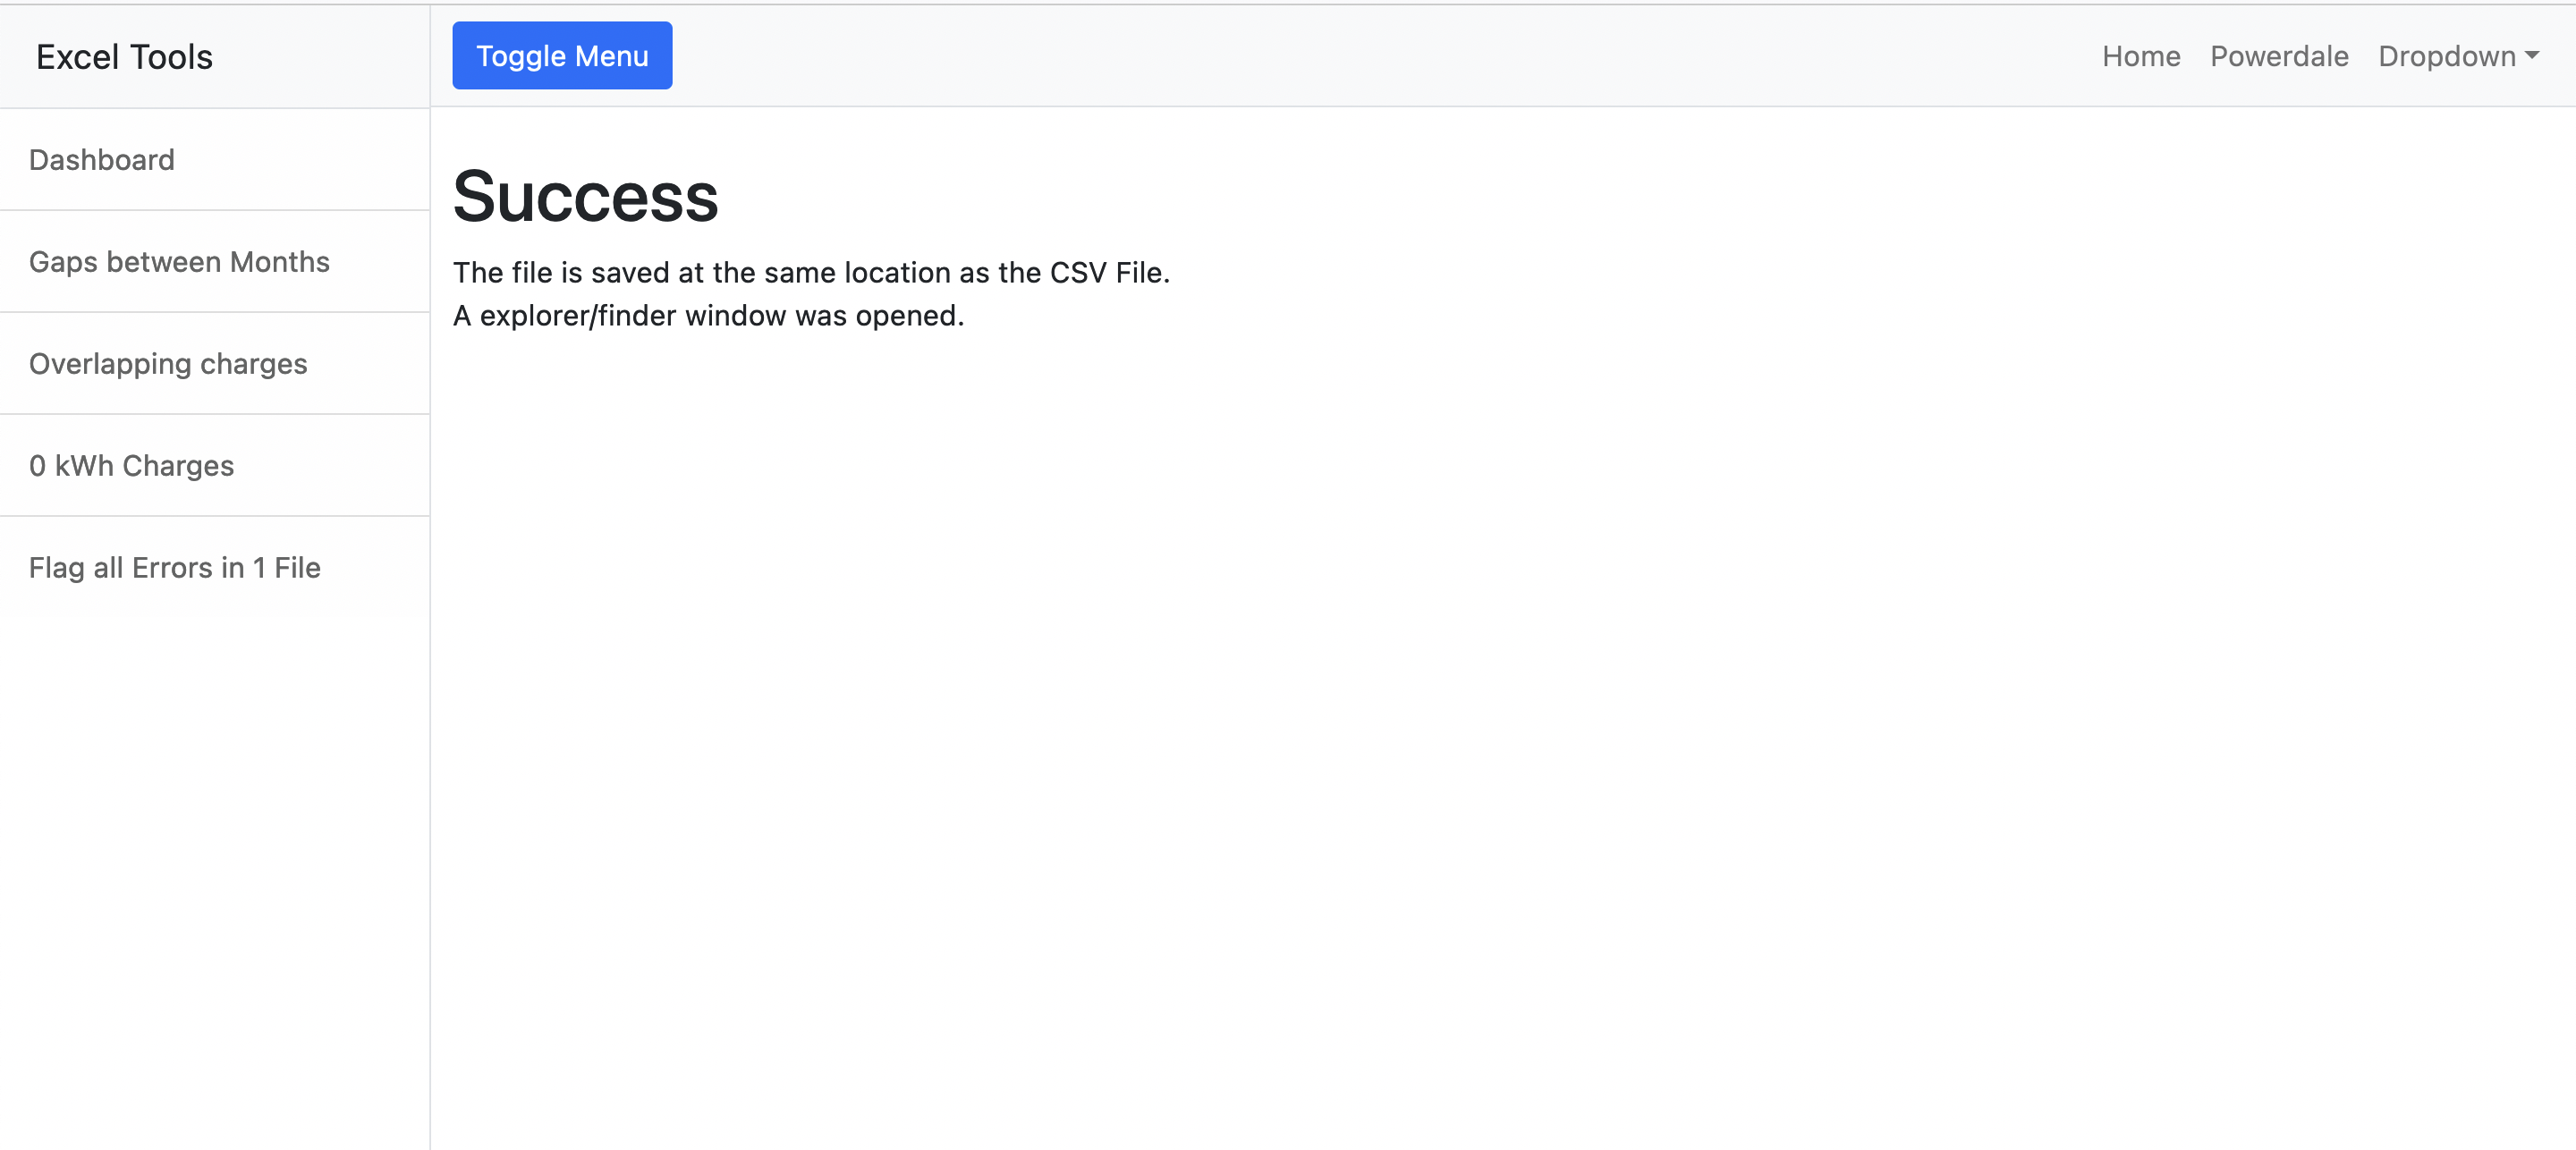 Excel Tools
Toggle Menu
Home
Powerdale
Dropdown
Dashboard
Gaps between Months
Overlapping charges
0 kWh Charges
Flag all Errors in 1 File
Success
The file is saved at the same location as the CSV File.
A explorer/finder window was opened.